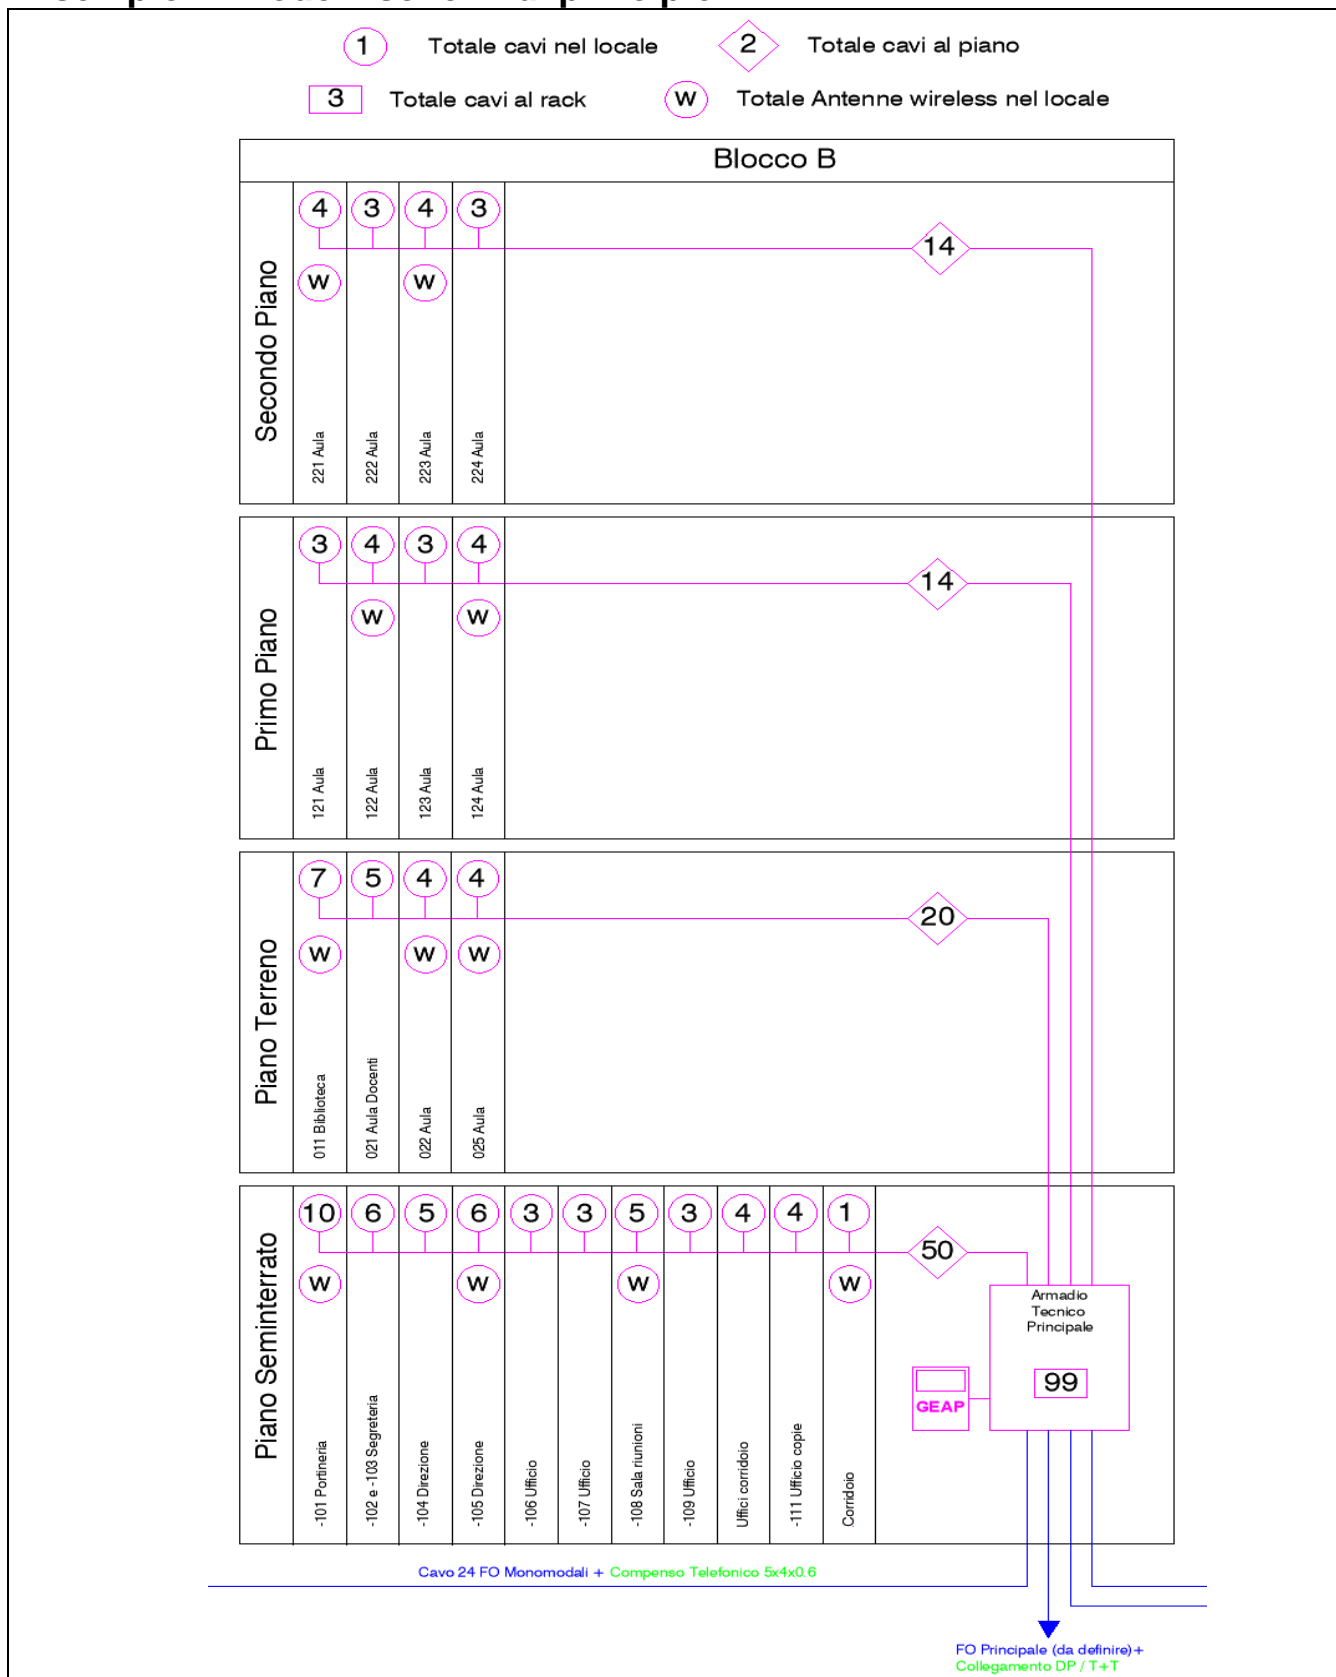 1 Totale cavi nel locale
2 Totale cavi al piano
3 Totale cavi al rack
W Totale Antenne wireless nel locale
Blocco B
Secondo Piano
4 3 4 3
14
W W
221 Aula
222 Aula
223 Aula
224 Aula
Primo Piano
3 4 3 4
14
W W
121 Aula
122 Aula
123 Aula
124 Aula
Piano Terreno
7 5 4 4
20
W W W
011 Biblioteca
021 Aula Docenti
022 Aula
025 Aula
Piano Seminterrato
10 6 5 6 3 3 5 3 4 4 1
50
W W W W
-101 Portineria
-102 e -103 Segreteria
-104 Direzione
-105 Direzione
-106 Ufficio
-107 Ufficio
-108 Sala riunioni
-109 Ufficio
Uffici corridoio
-111 Ufficio copie
Corridoio
Armadio
Tecnico
Principale
99
GEAP
Cavo 24 FO Monomodali + Compenso Telefonico 5x4x0.6
FO Principale (da definire)+
Collegamento DP / T+T